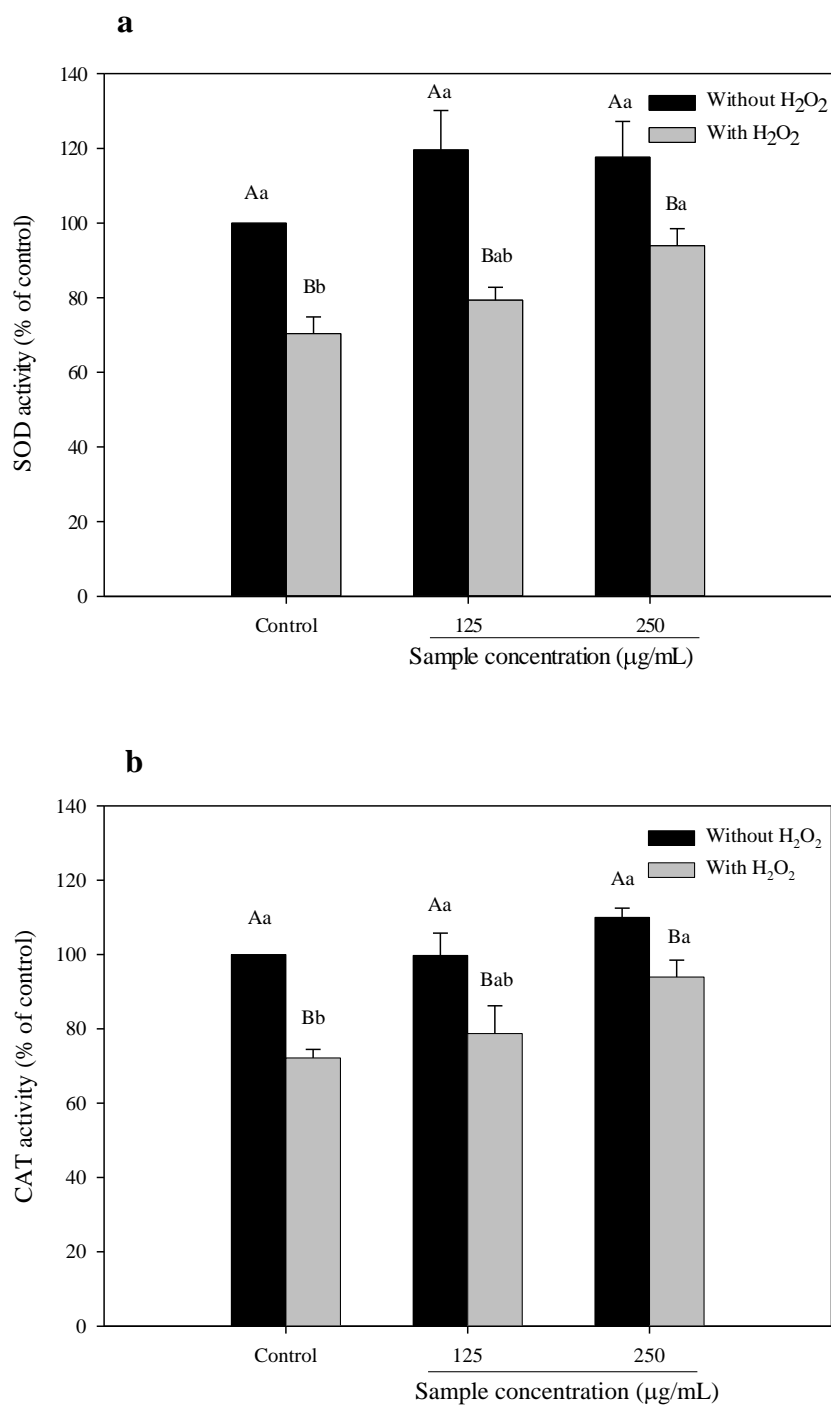 a
140
120
100
80
60
40
20
0
SOD activity (% of control)
Aa
Bb
Aa
Bab
Aa
Ba
Without H₂O₂
With H₂O₂
Control
125
250
Sample concentration (μg/mL)
b
140
120
100
80
60
40
20
0
CAT activity (% of control)
Aa
Bb
Aa
Bab
Aa
Ba
Without H₂O₂
With H₂O₂
Control
125
250
Sample concentration (μg/mL)